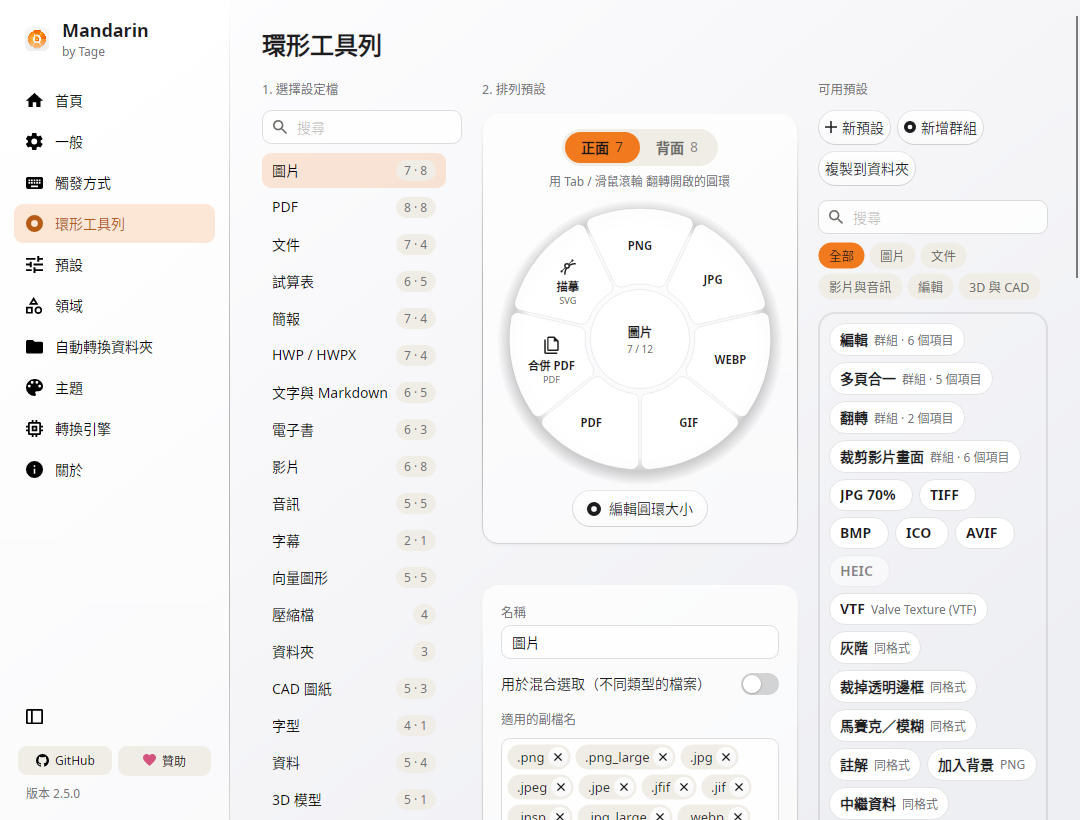 Mandarin
by Tage
首頁
一般
觸發方式
環形工具列
預設
領域
自動轉換資料夾
主題
轉換引擎
關於
GitHub
贊助
版本 2.5.0
環形工具列
1. 選擇設定檔
搜尋
圖片 7 · 8
PDF 8 · 8
文件 7 · 4
試算表 6 · 5
簡報 7 · 4
HWP / HWPX 7 · 4
文字與 Markdown 6 · 5
電子書 6 · 3
影片 6 · 8
音訊 5 · 5
字幕 2 · 1
向量圖形 5 · 5
壓縮檔 4
資料夾 3
CAD 圖紙 5 · 3
字型 4 · 1
資料 5 · 4
3D 模型 5 · 1
2. 排列預設
正面 7 背面 8
用 Tab / 滑鼠滾輪 翻轉開啟的圓環
PNG
JPG
WEBP
GIF
PDF
合併 PDF
PDF
描摹
SVG
圖片
7 / 12
編輯圓環大小
名稱
圖片
用於混合選取（不同類型的檔案）
適用的副檔名
.png .png_large .jpg
.jpeg .jpe .jfif .jif
.insp .jpg_large .webp
可用預設
新預設 新增群組
複製到資料夾
搜尋
全部 圖片 文件
影片與音訊 編輯 3D 與 CAD
編輯 群組 · 6 個項目
多頁合一 群組 · 5 個項目
翻轉 群組 · 2 個項目
裁剪影片畫面 群組 · 6 個項目
JPG 70% TIFF
BMP ICO AVIF
HEIC
VTF Valve Texture (VTF)
灰階 同格式
裁掉透明邊框 同格式
馬賽克／模糊 同格式
註解 同格式 加入背景 PNG
中繼資料 同格式